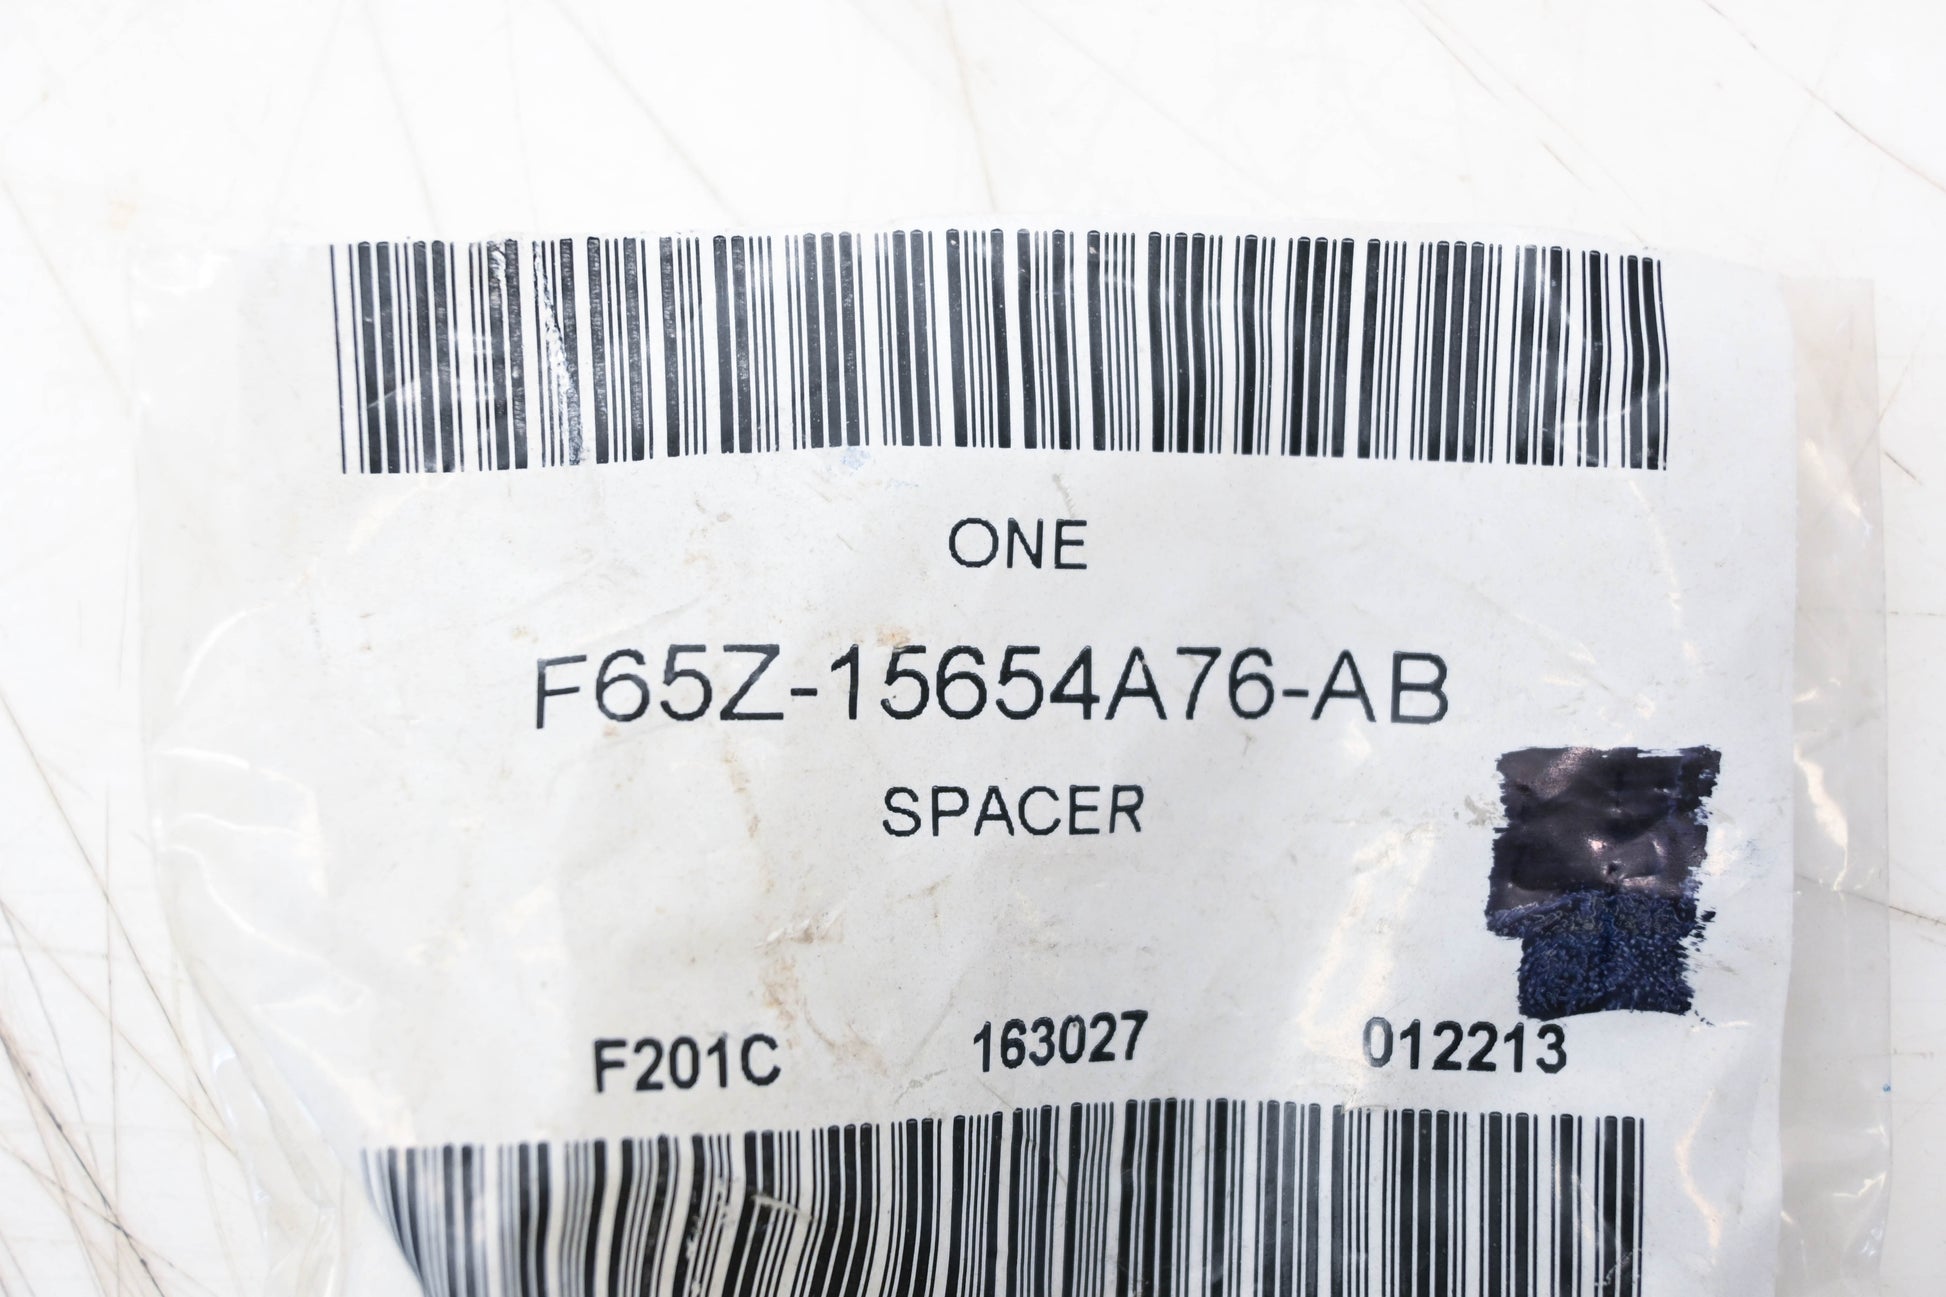 ONE
F65Z-15654A76-AB
SPACER
F201C 163027 012213